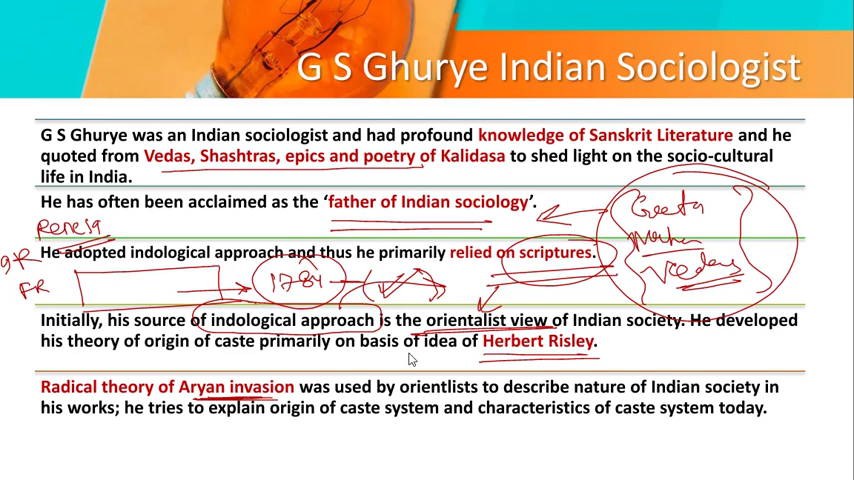 G S Ghurye Indian Sociologist
G S Ghurye was an Indian sociologist and had profound knowledge of Sanskrit Literature and he
quoted from Vedas, Shashtras, epics and poetry of Kalidasa to shed light on the socio-cultural
life in India.
He has often been acclaimed as the ‘father of Indian sociology’.
Geeta
Vedas
He adopted indological approach and thus he primarily relied on scriptures.
FR
1784
Initially, his source of indological approach is the orientalist view of Indian society. He developed
his theory of origin of caste primarily on basis of idea of Herbert Risley.
Radical theory of Aryan invasion was used by orientlists to describe nature of Indian society in
his works; he tries to explain origin of caste system and characteristics of caste system today.